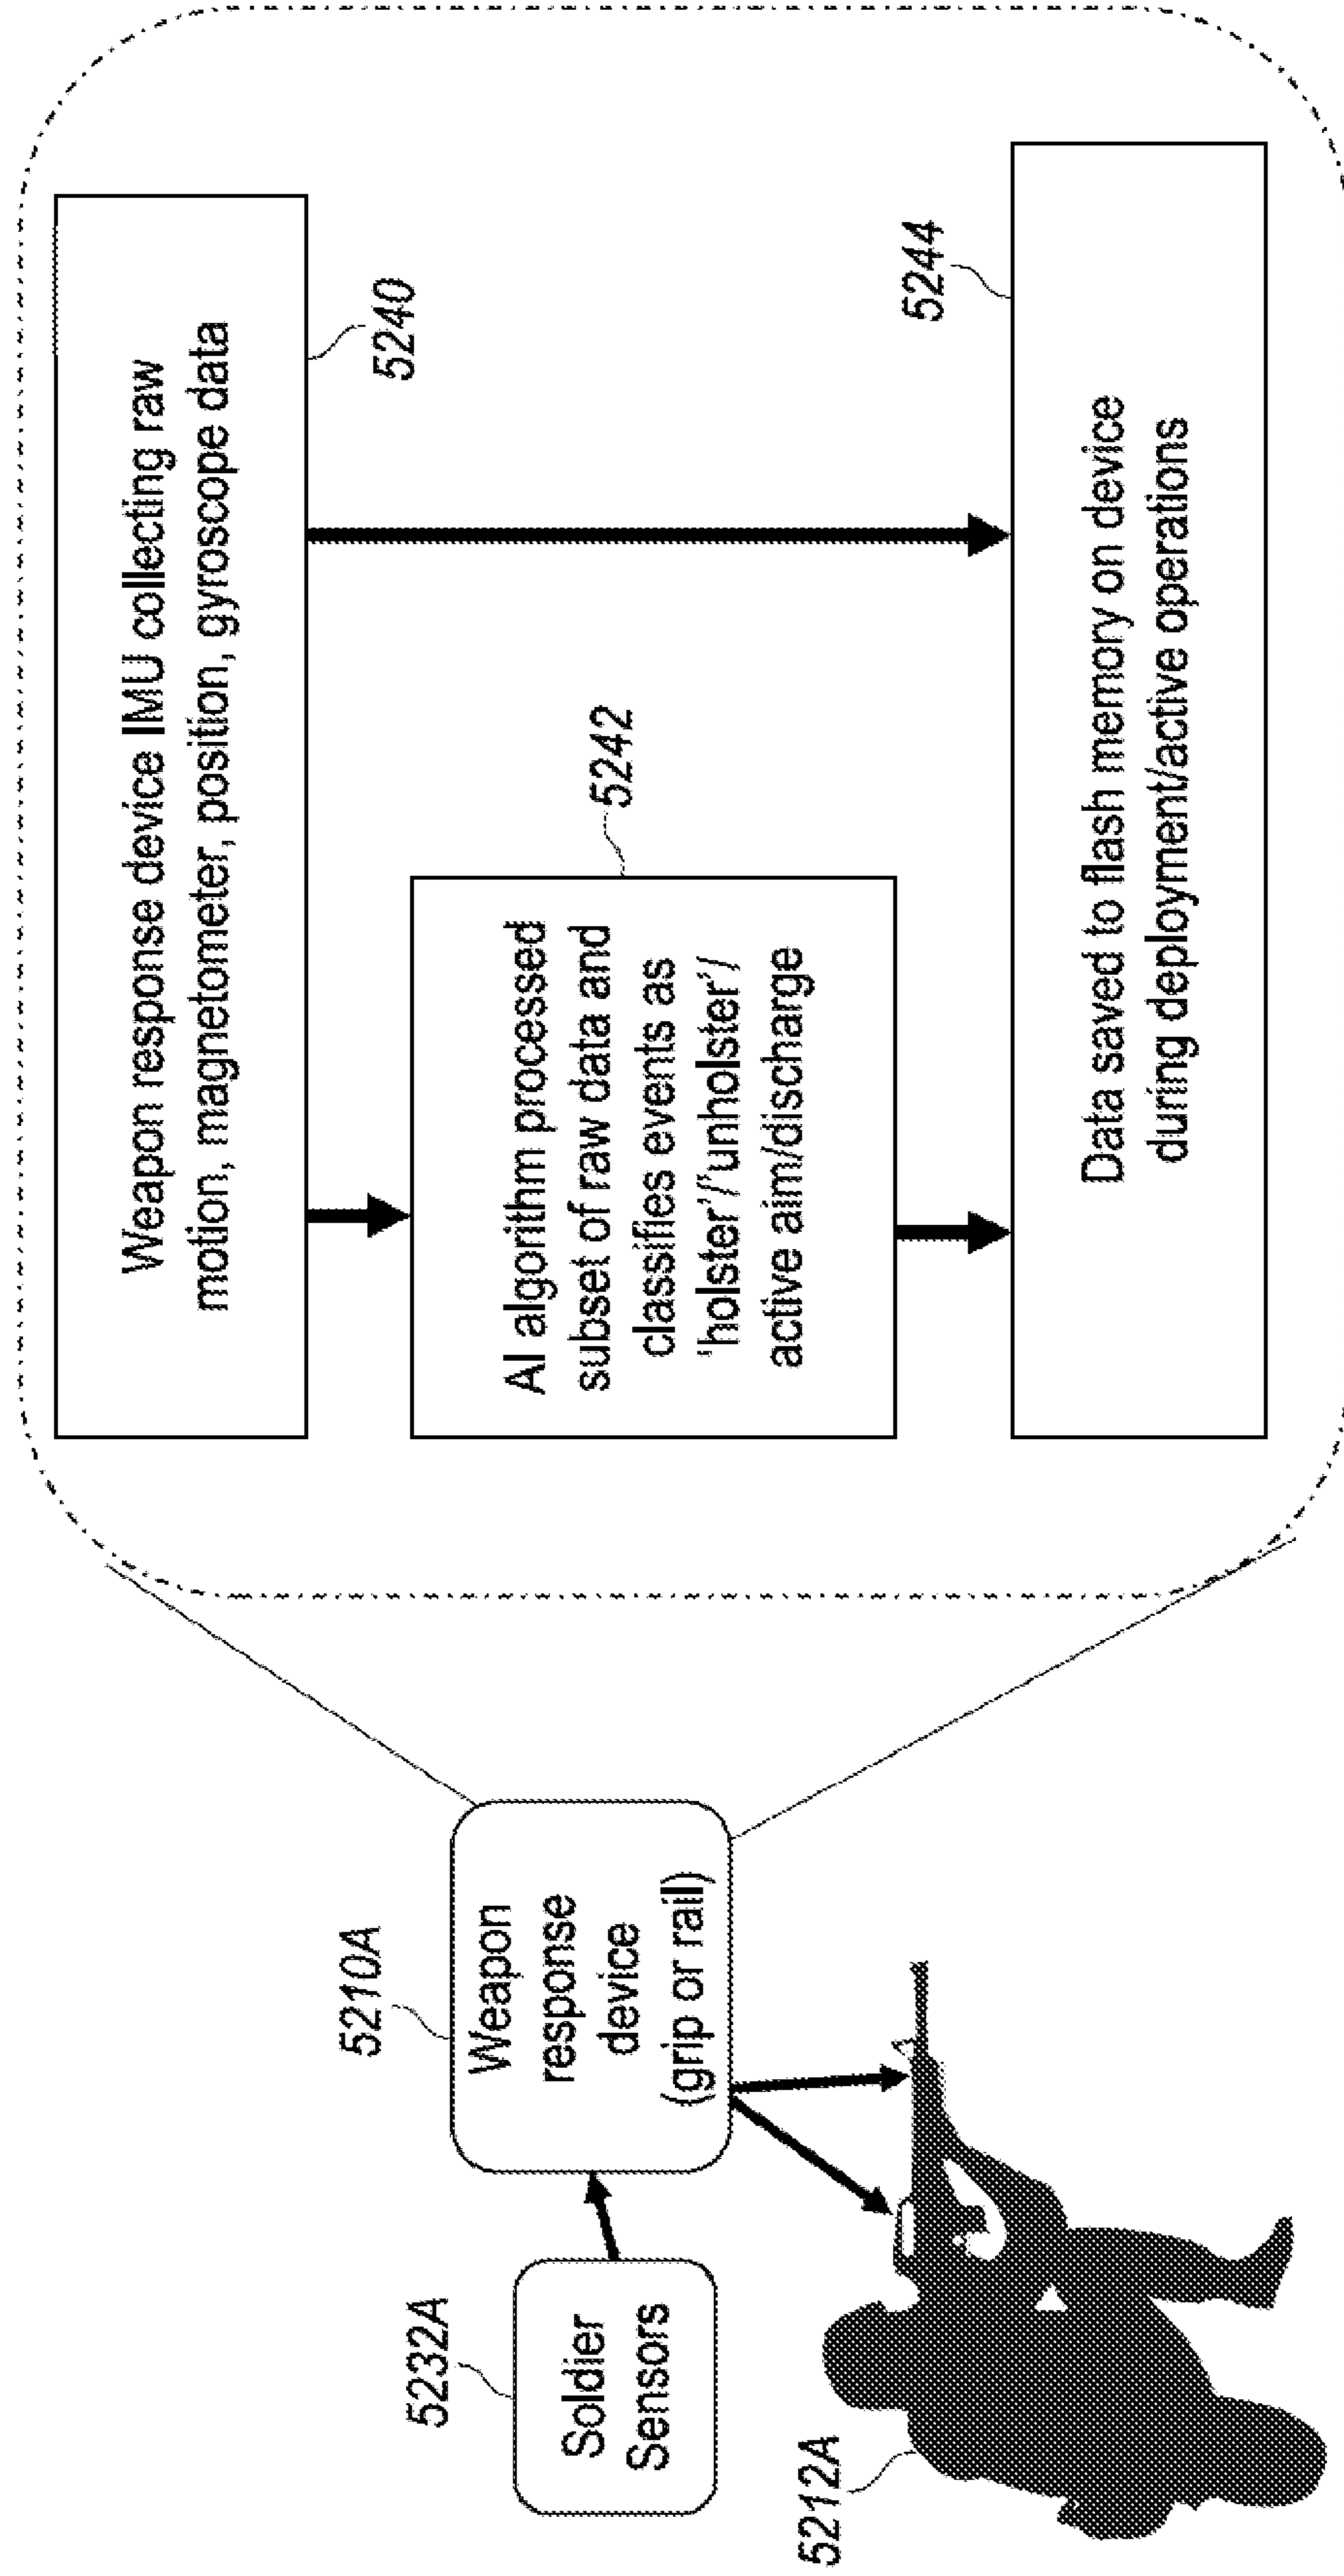 5232A
Soldier
Sensors
5212A
5210A
Weapon
response
device
(grip or rail)
Weapon response device IMU collecting raw
motion, magnetometer, position, gyroscope data
5240
AI algorithm processed
subset of raw data and
classifies events as
'holster'/'unholster'/
active aim/discharge
5242
5244
Data saved to flash memory on device
during deployment/active operations